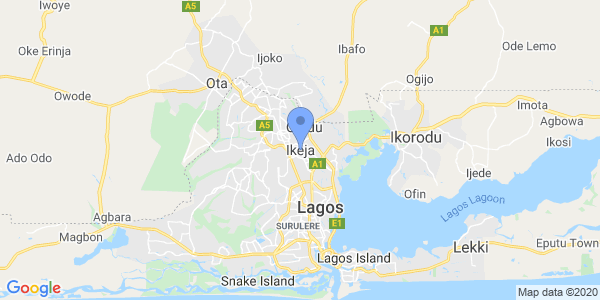 Iwoye
A5
Oke Erinja
Ijoko
Ibafo
A1
Ode Lemo
Ota
Ogijo
Owode
Imota
Agbowa
A5
Ikorodu
Ikosi
Ikeja
A1
Ado Odo
Ijede
Ofin
Lagos Lagoon
Lagos
Agbara
SURULERE
E1
Magbon
Lekki
Eputu Town
Lagos Island
Snake Island
Google
Map data ©2020